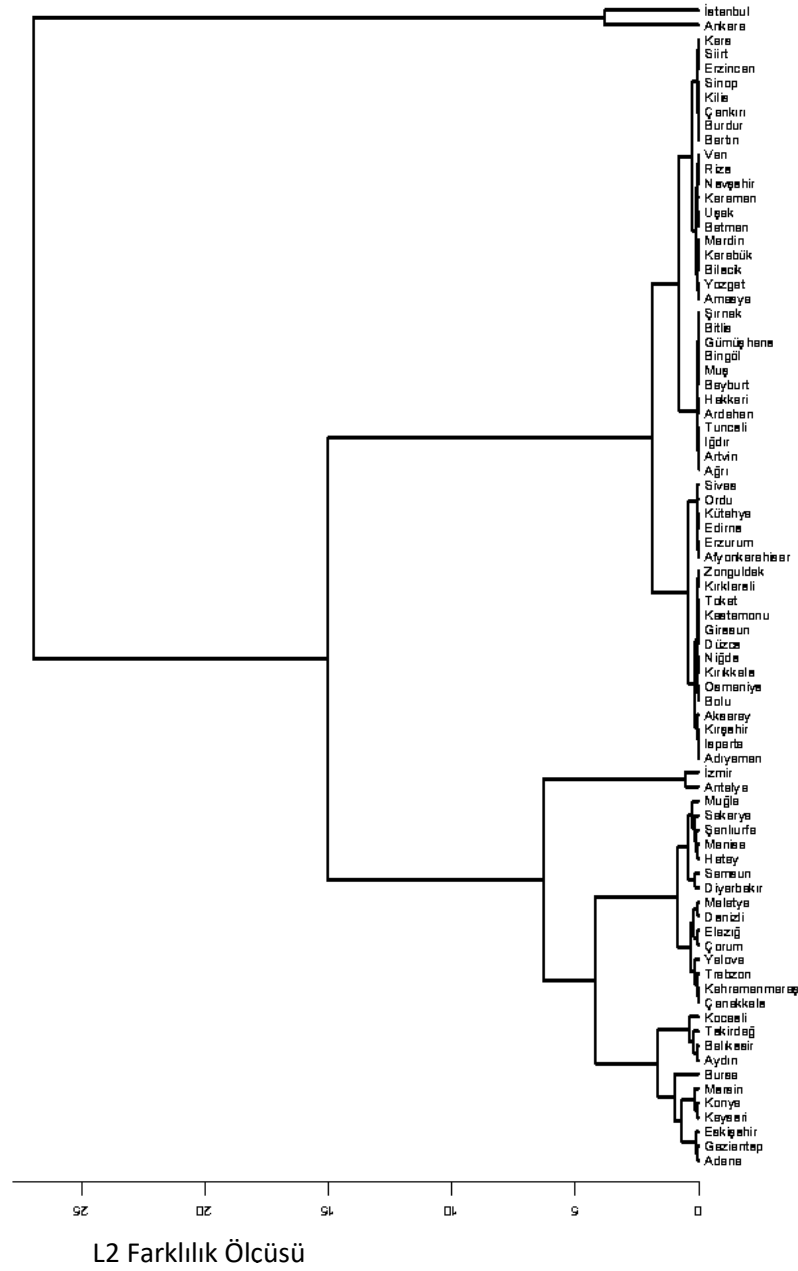 İstanbul
Ankara
Kars
Siirt
Erzincan
Sinop
Kilis
Çankırı
Burdur
Bartın
Van
Rize
Nevşehir
Karaman
Uşak
Batman
Mardin
Karabük
Bilecik
Yozgat
Amasya
Şırnak
Bitlis
Gümüşhane
Bingöl
Muş
Bayburt
Hakkari
Ardahan
Tunceli
Iğdır
Artvin
Ağrı
Sivas
Ordu
Kütahya
Edirne
Erzurum
Afyonkarahisar
Zonguldak
Kırklareli
Tokat
Kastamonu
Giresun
Düzce
Niğde
Kırıkkale
Osmaniye
Bolu
Aksaray
Kırşehir
Isparta
Adıyaman
İzmir
Antalya
Muğla
Sakarya
Şanlıurfa
Manisa
Hatay
Samsun
Diyarbakır
Malatya
Denizli
Elazığ
Çorum
Yalova
Trabzon
Kahramanmaraş
Çanakkale
Kocaeli
Tekirdağ
Balıkesir
Aydın
Bursa
Mersin
Konya
Kayseri
Eskişehir
Gaziantep
Adana
25 20 15 10 5 0
L2 Farklılık Ölçüsü